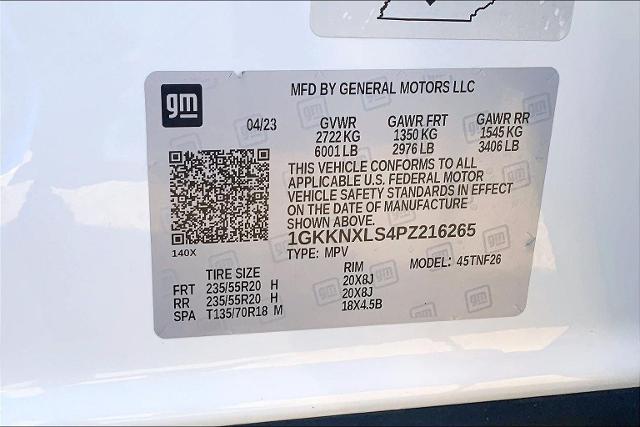 gm
MFD BY GENERAL MOTORS LLC
04/23 GVWR GAWR FRT GAWR RR
2722 KG 1350 KG 1545 KG
6001 LB 2976 LB 3406 LB
THIS VEHICLE CONFORMS TO ALL
APPLICABLE U.S. FEDERAL MOTOR
VEHICLE SAFETY STANDARDS IN EFFECT
ON THE DATE OF MANUFACTURE
SHOWN ABOVE.
1GKKNXLS4PZ216265
140X
TYPE: MPV MODEL: 45TNF26
TIRE SIZE RIM
FRT 235/55R20 H 20X8J
RR 235/55R20 H 20X8J
SPA T135/70R18 M 18X4.5B